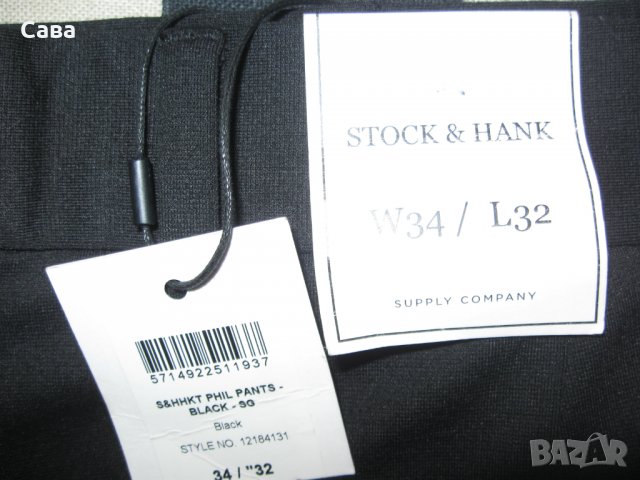 Сава
STOCK & HANK
W34 / L32
SUPPLY COMPANY
5714922511937
S&HHKT PHIL PANTS -
BLACK - SG
Black
STYLE NO. 12184131
34 / "32
BAZAR